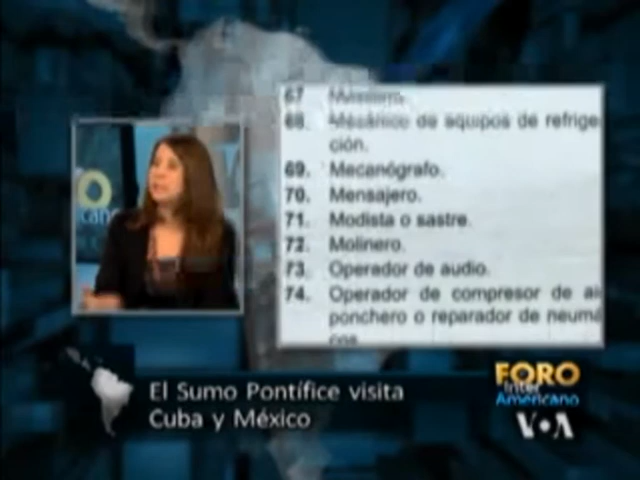 68. Mecánico de equipos de refrige
ción.
69. Mecanógrafo.
70. Mensajero.
71. Modista o sastre.
72. Molinero.
73. Operador de audio.
74. Operador de compresor de ai
ponchero o reparador de neumá
cos.
El Sumo Pontífice visita
Cuba y México
FORO
Inter
Americano
VOA